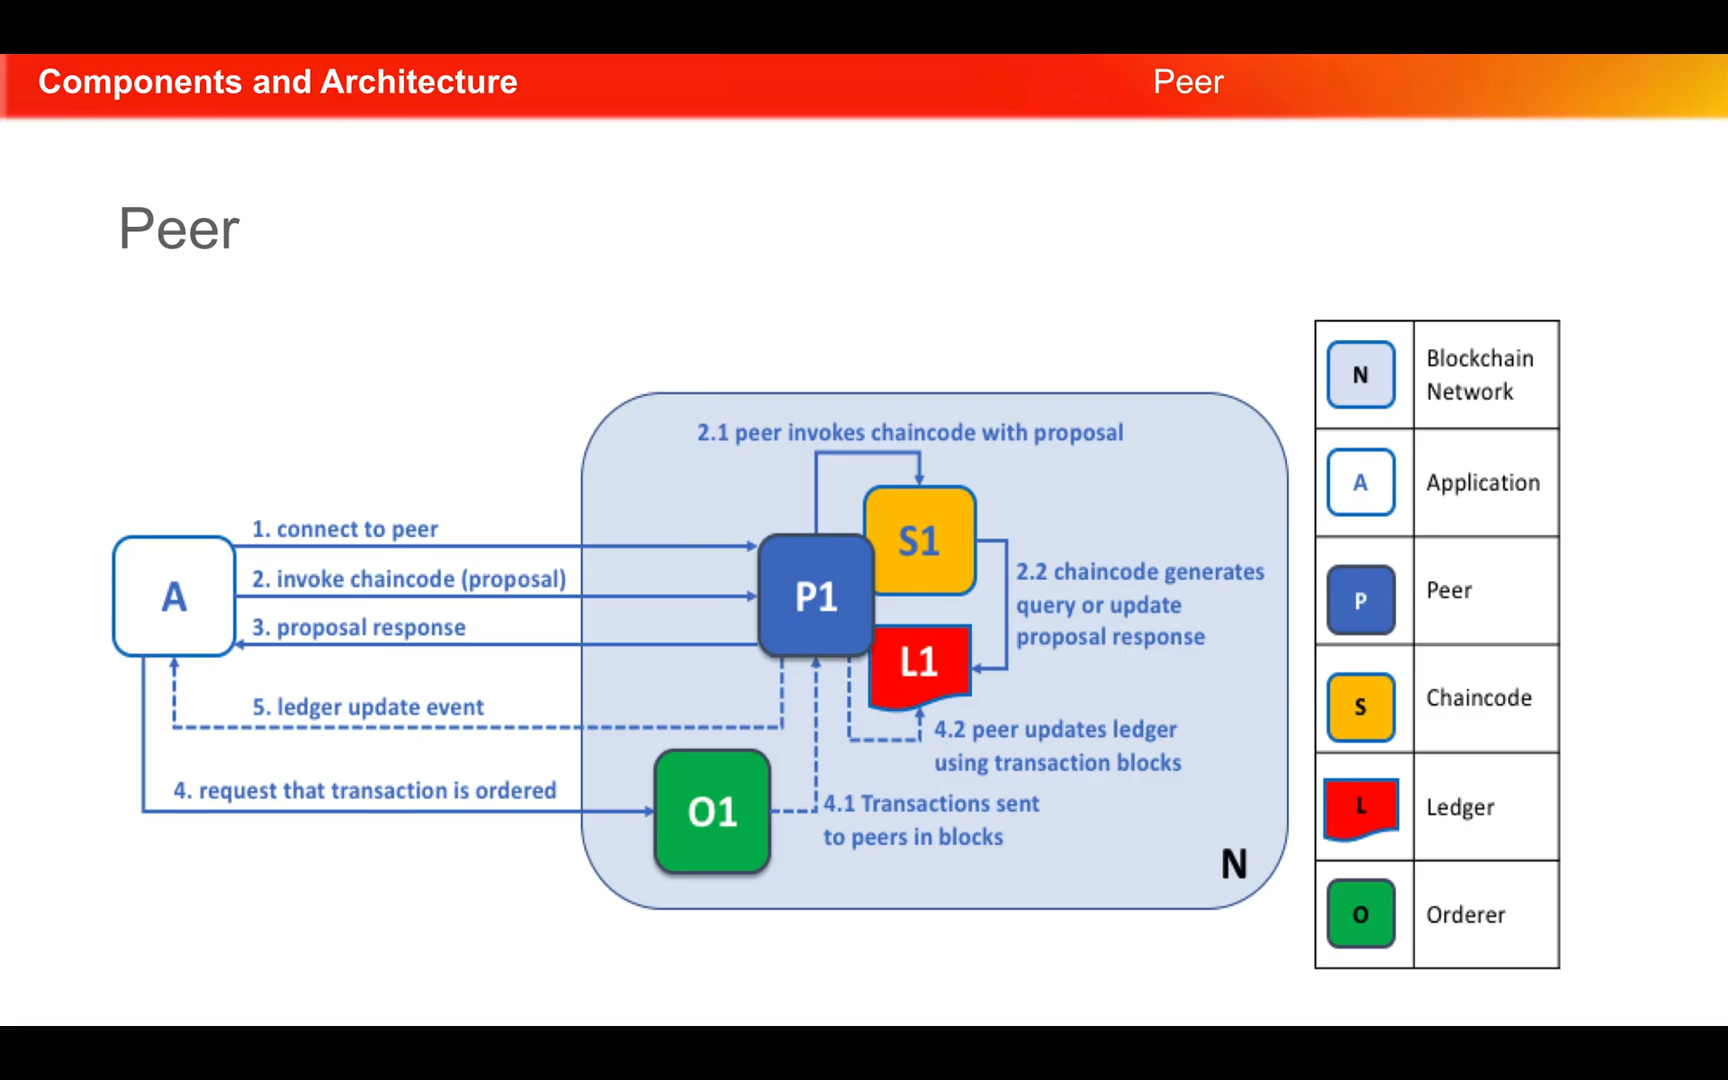 Components and Architecture
Peer
Peer
2.1 peer invokes chaincode with proposal
S1
1. connect to peer
2. invoke chaincode (proposal)
3. proposal response
A
P1
2.2 chaincode generates
query or update
proposal response
L1
5. ledger update event
4.2 peer updates ledger
using transaction blocks
4. request that transaction is ordered
O1
4.1 Transactions sent
to peers in blocks
N
N
Blockchain
Network
A
Application
P
Peer
S
Chaincode
L
Ledger
O
Orderer